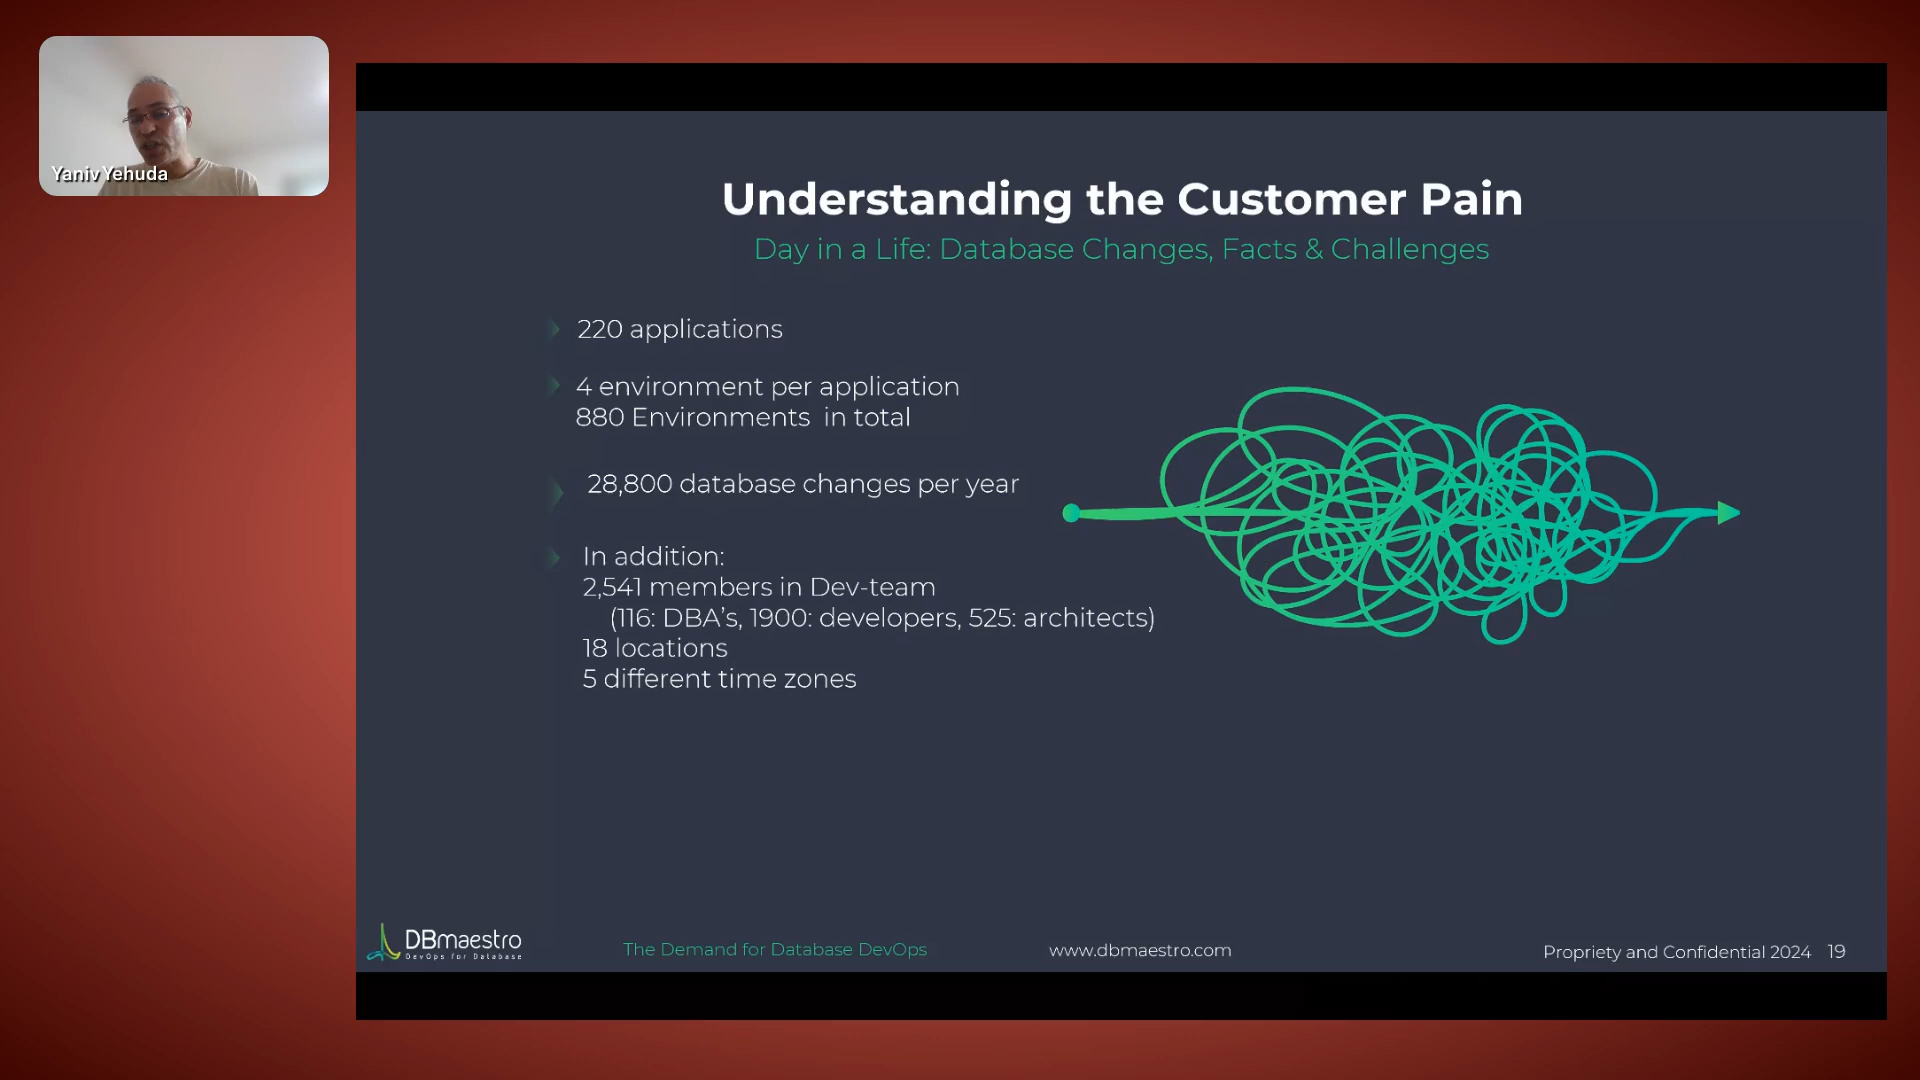 Yaniv Yehuda
Understanding the Customer Pain
Day in a Life: Database Changes, Facts & Challenges
220 applications
4 environment per application
880 Environments in total
28,800 database changes per year
In addition:
2,541 members in Dev-team
(116: DBA’s, 1900: developers, 525: architects)
18 locations
5 different time zones
DBmaestro
DevOps for Database
The Demand for Database DevOps
www.dbmaestro.com
Propriety and Confidential 2024 19